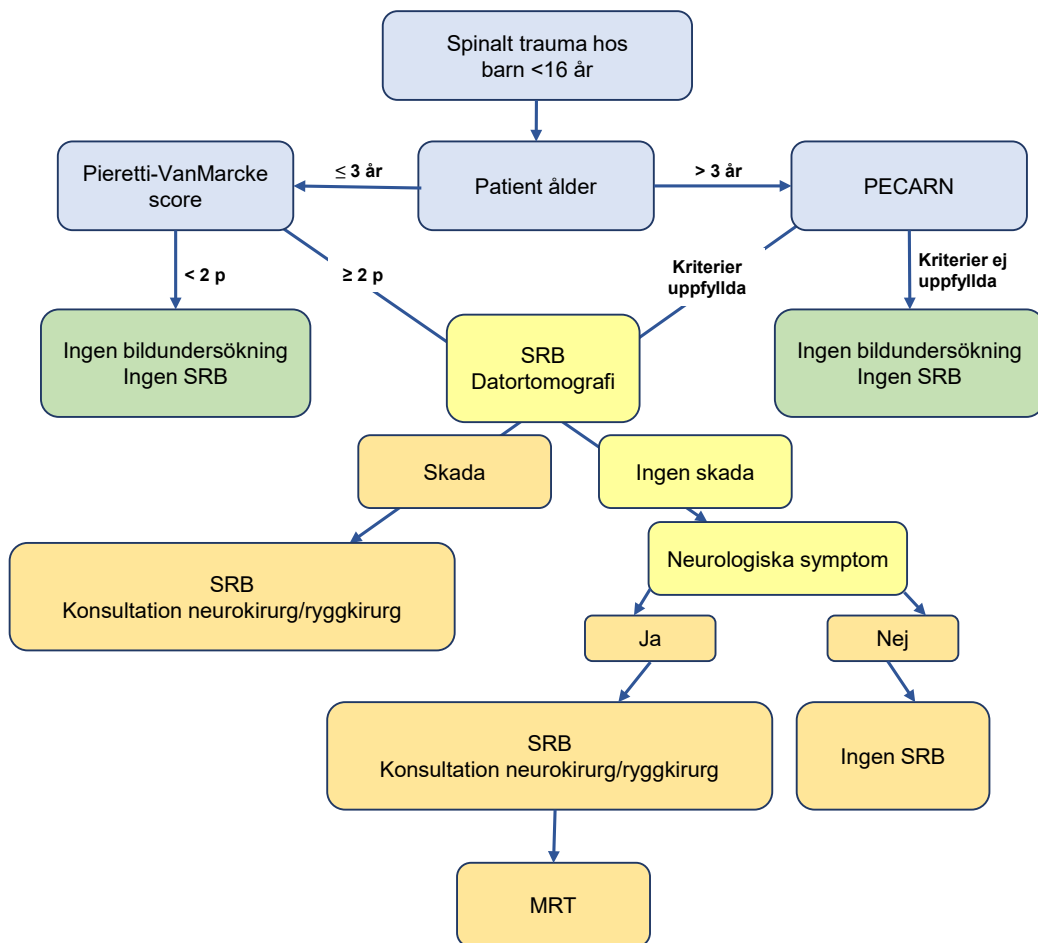 Spinalt trauma hos
barn <16 år
Pieretti-VanMarcke
score
≤ 3 år
Patient ålder
> 3 år
PECARN
< 2 p
≥ 2 p
Kriterier
uppfyllda
Kriterier ej
uppfyllda
Ingen bildundersökning
Ingen SRB
SRB
Datortomografi
Ingen bildundersökning
Ingen SRB
Skada
Ingen skada
SRB
Konsultation neurokirurg/ryggkirurg
Neurologiska symptom
Ja
Nej
SRB
Konsultation neurokirurg/ryggkirurg
Ingen SRB
MRT